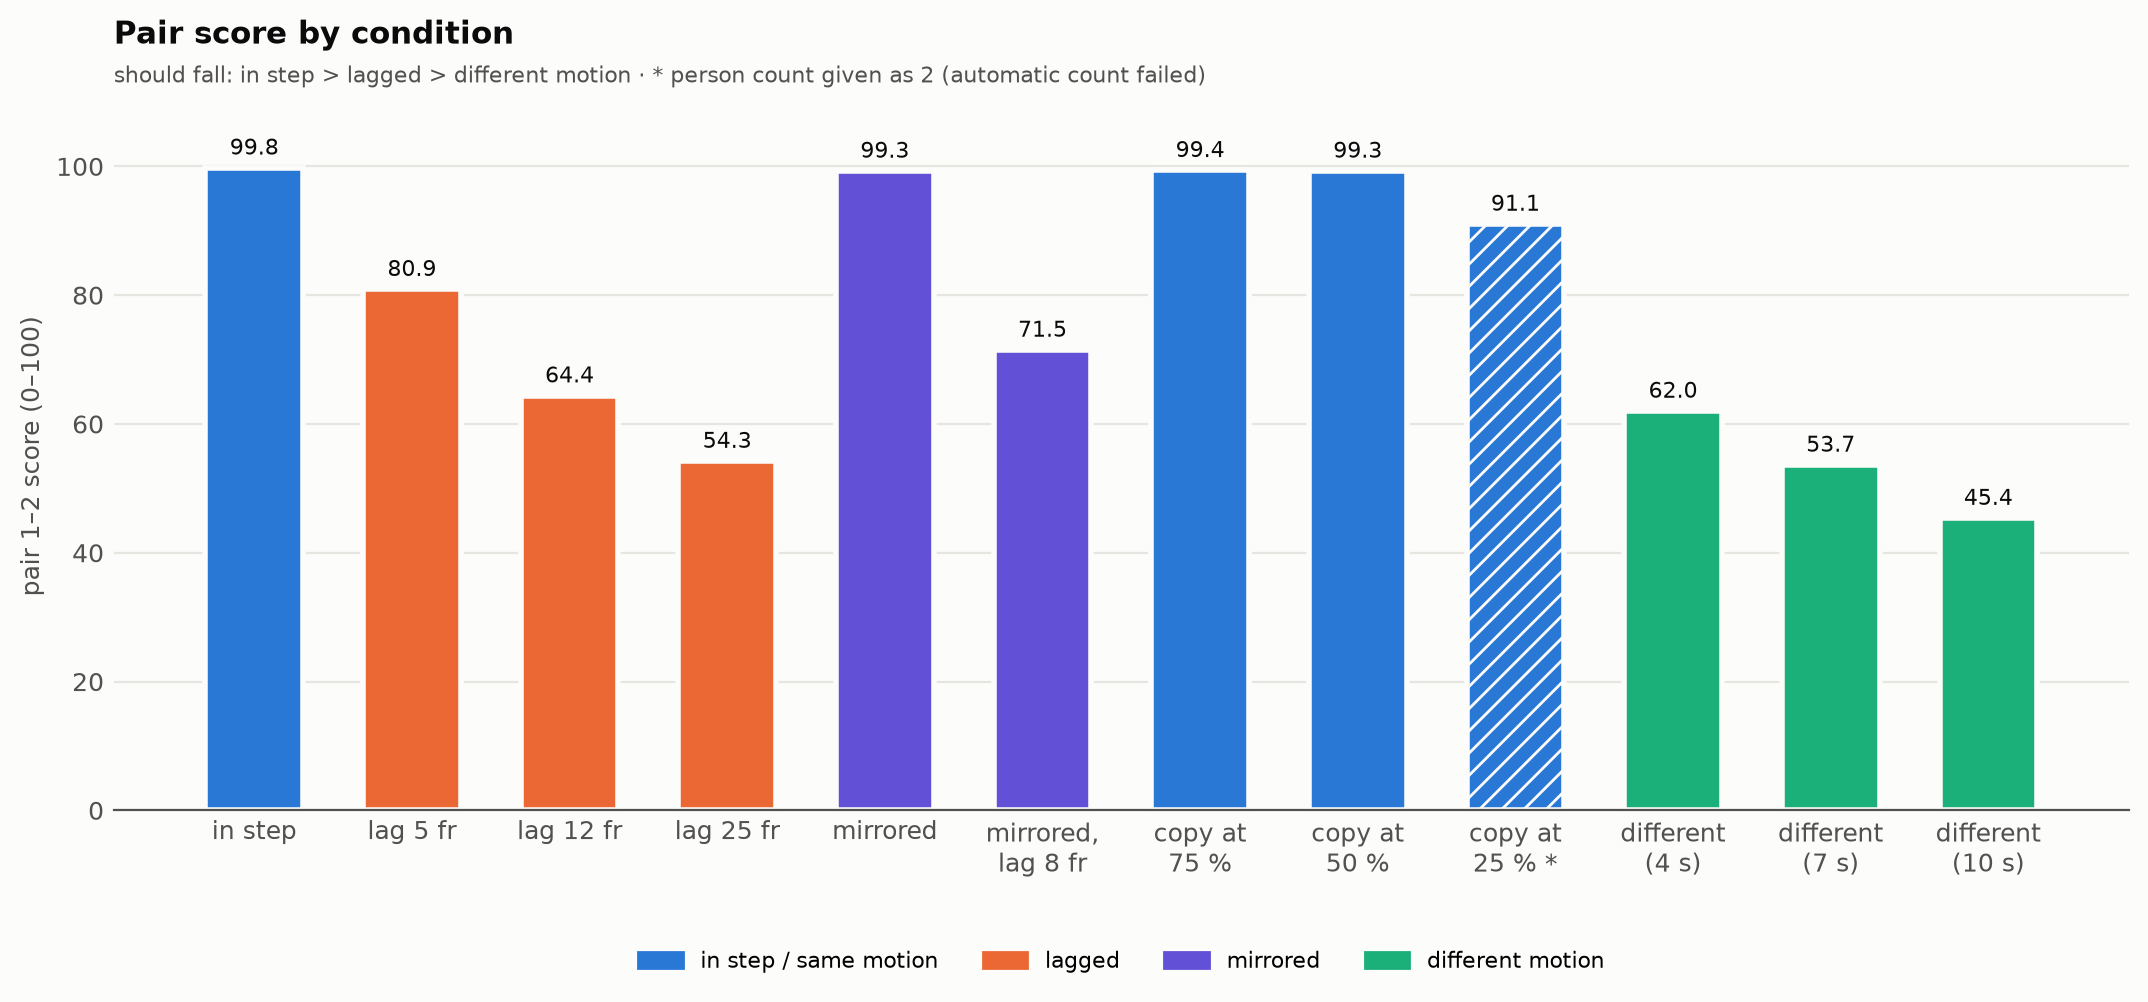 Pair score by condition
should fall: in step > lagged > different motion · * person count given as 2 (automatic count failed)
pair 1–2 score (0–100)
100
80
60
40
20
0
99.8
80.9
64.4
54.3
99.3
71.5
99.4
99.3
91.1
62.0
53.7
45.4
in step
lag 5 fr
lag 12 fr
lag 25 fr
mirrored
mirrored,
lag 8 fr
copy at
75 %
copy at
50 %
copy at
25 % *
different
(4 s)
different
(7 s)
different
(10 s)
in step / same motion
lagged
mirrored
different motion